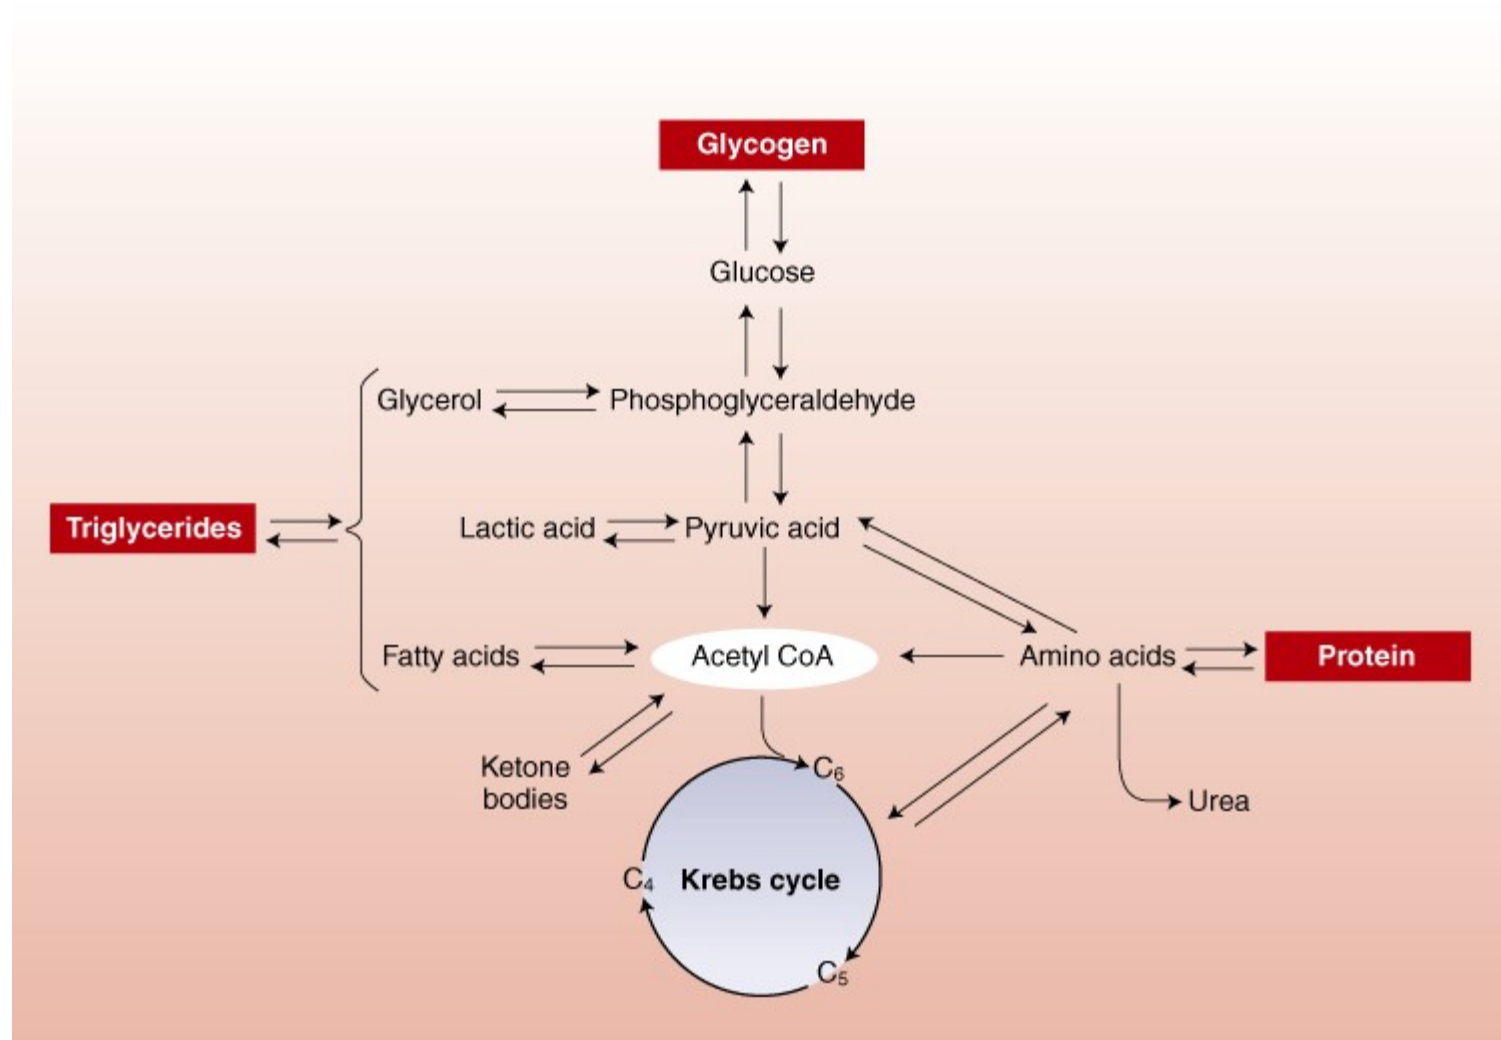 Glycogen
Glucose
Glycerol
Phosphoglyceraldehyde
Triglycerides
Lactic acid
Pyruvic acid
Fatty acids
Acetyl CoA
Amino acids
Protein
Ketone
bodies
C₆
Urea
C₄
Krebs cycle
C₅